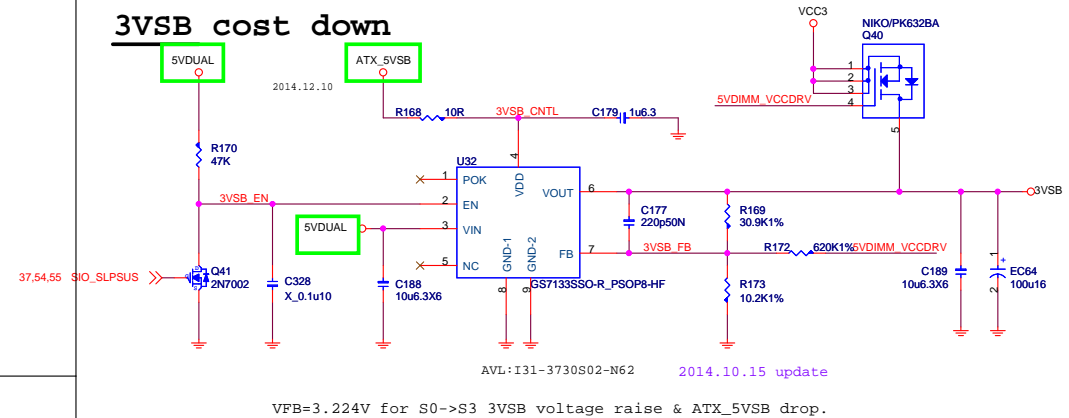 3VSB cost down
VCC3
NIKO/PK632BA
Q40
5VDUAL
ATX_5VSB
2014.12.10
1
2
3
4
5VDIMM_VCCDRV
5
R168
10R
3VSB_CNTL
C179
1u6.3
R170
47K
U32
4
1
POK
VDD
VOUT
6
3VSB
3VSB_EN
2
EN
C177
220p50N
R169
30.9K1%
5VDUAL
3
VIN
FB
7
3VSB_FB
R172
620K1%
5VDIMM_VCCDRV
5
NC
GND-1
GND-2
8
9
GS7133SSO-R_PSOP8-HF
37,54,55
SIO_SLPSUS
Q41
2N7002
C328
X_0.1u10
C188
10u6.3X6
R173
10.2K1%
C189
10u6.3X6
1
+
2
EC64
100u16
AVL:I31-3730S02-N62
2014.10.15 update
VFB=3.224V for S0->S3 3VSB voltage raise & ATX_5VSB drop.